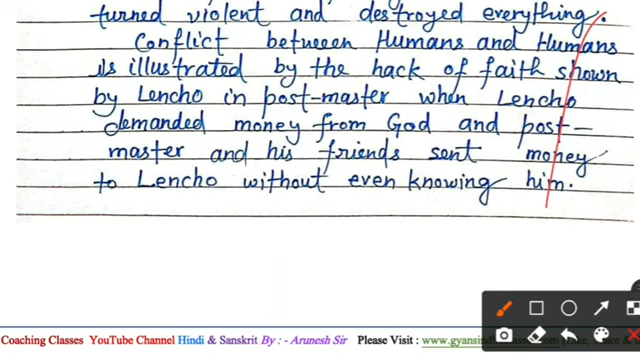 turned violent and destroyed everything.
Conflict between Humans and Humans
is illustrated by the hack of faith shown
by Lencho in post-master when Lencho
demanded money from God and post-
master and his friends sent money
to Lencho without even knowing him.
Coaching Classes YouTube Channel Hindi & Sanskrit By : - Arunesh Sir Please Visit : www.gyansind